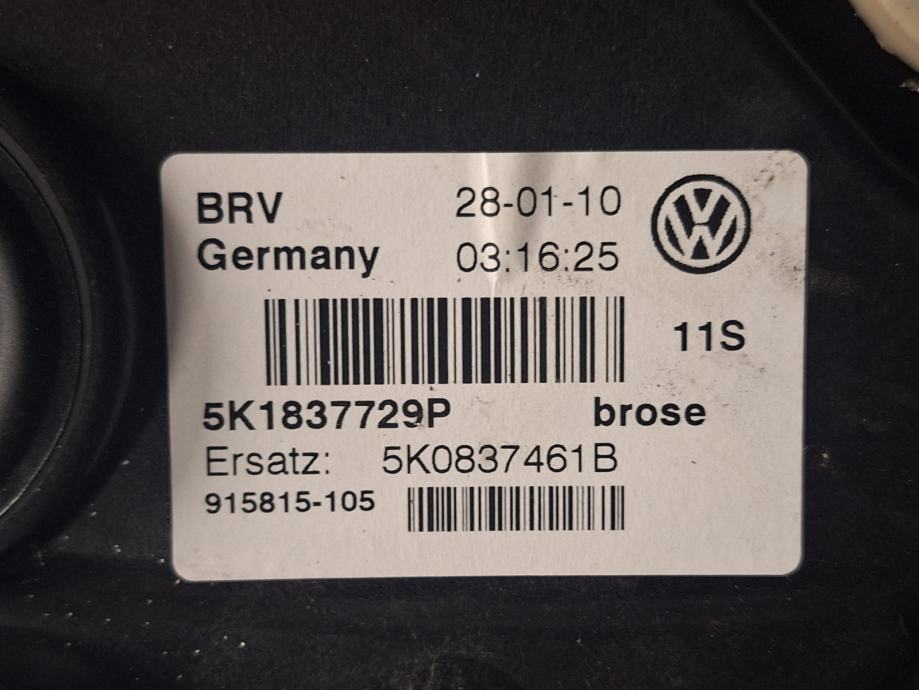 BRV 28-01-10
Germany 03:16:25
11S
5K1837729P brose
Ersatz: 5K0837461B
915815-105